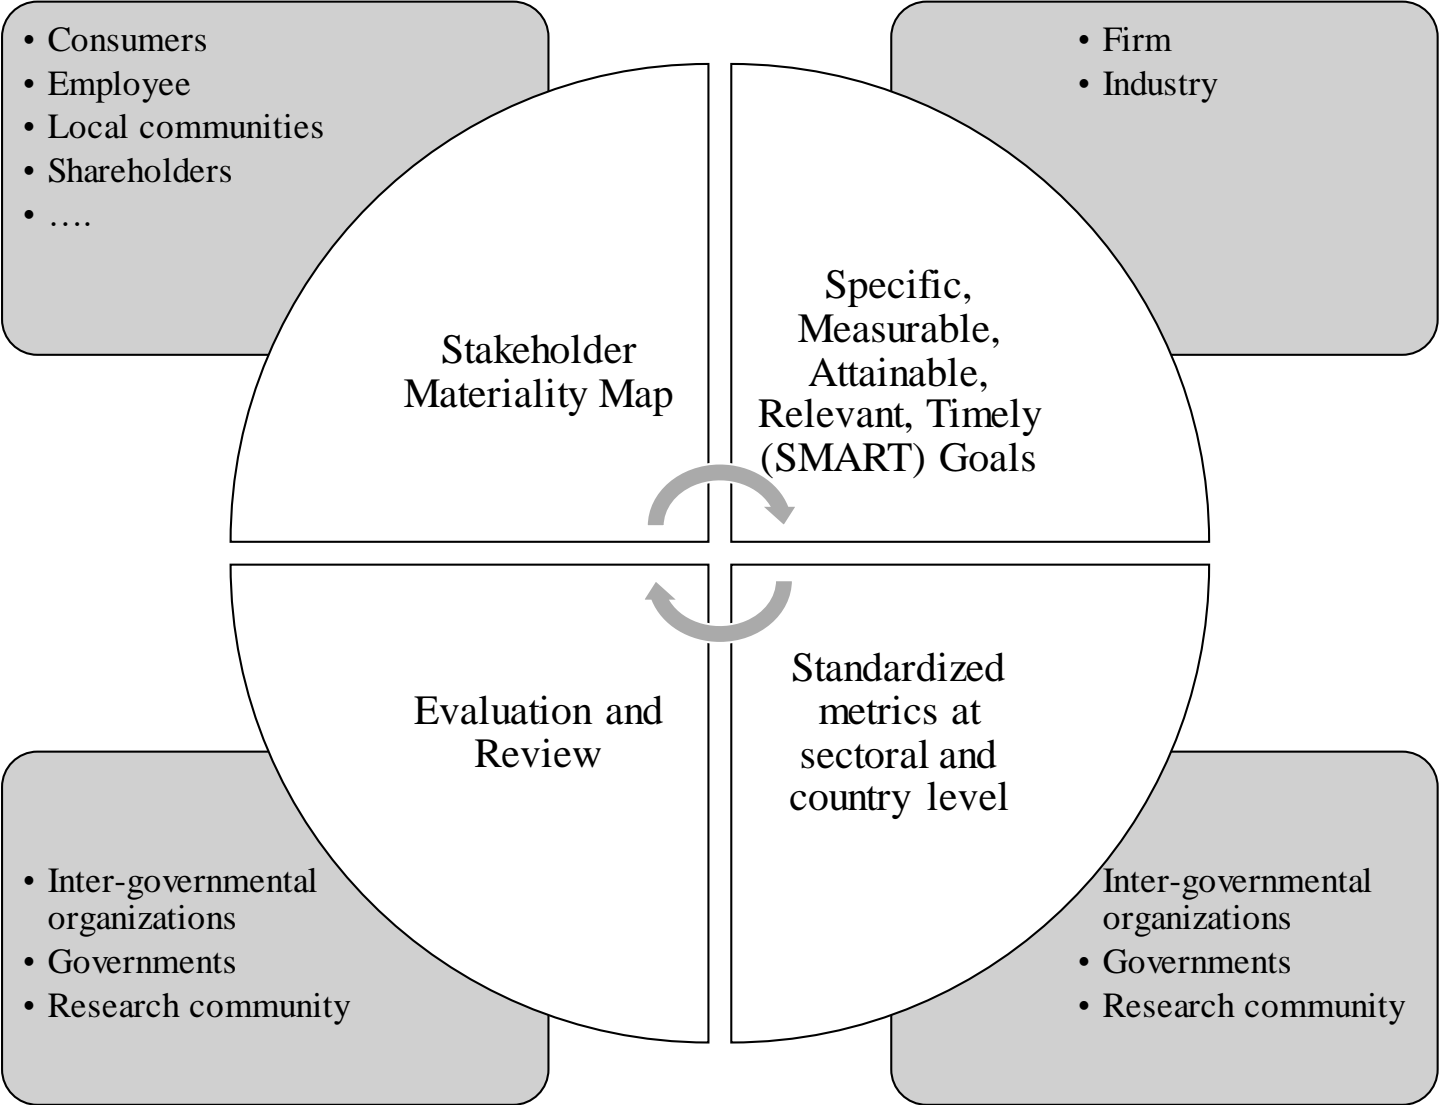 • Consumers
• Employee
• Local communities
• Shareholders
• ….
• Firm
• Industry
Stakeholder
Materiality Map
Specific,
Measurable,
Attainable,
Relevant, Timely
(SMART) Goals
Evaluation and
Review
Standardized
metrics at
sectoral and
country level
• Inter-governmental
organizations
• Governments
• Research community
Inter-governmental
organizations
• Governments
• Research community